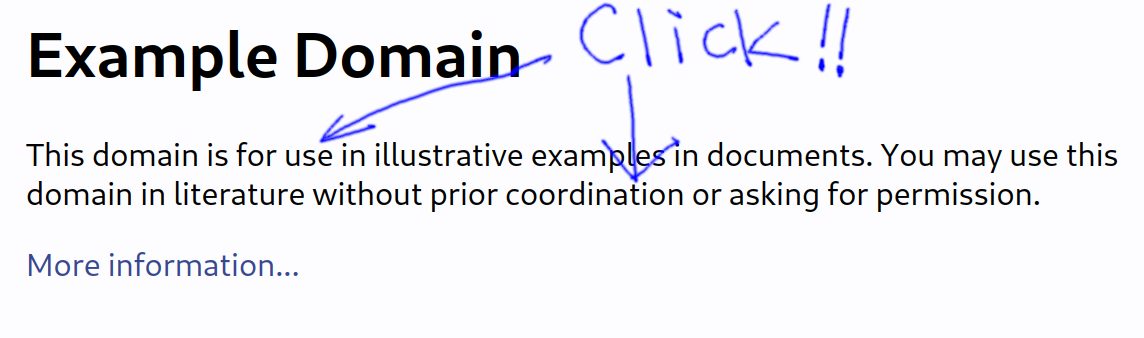 Example Domain
Click!!
This domain is for use in illustrative examples in documents. You may use this
domain in literature without prior coordination or asking for permission.
More information...